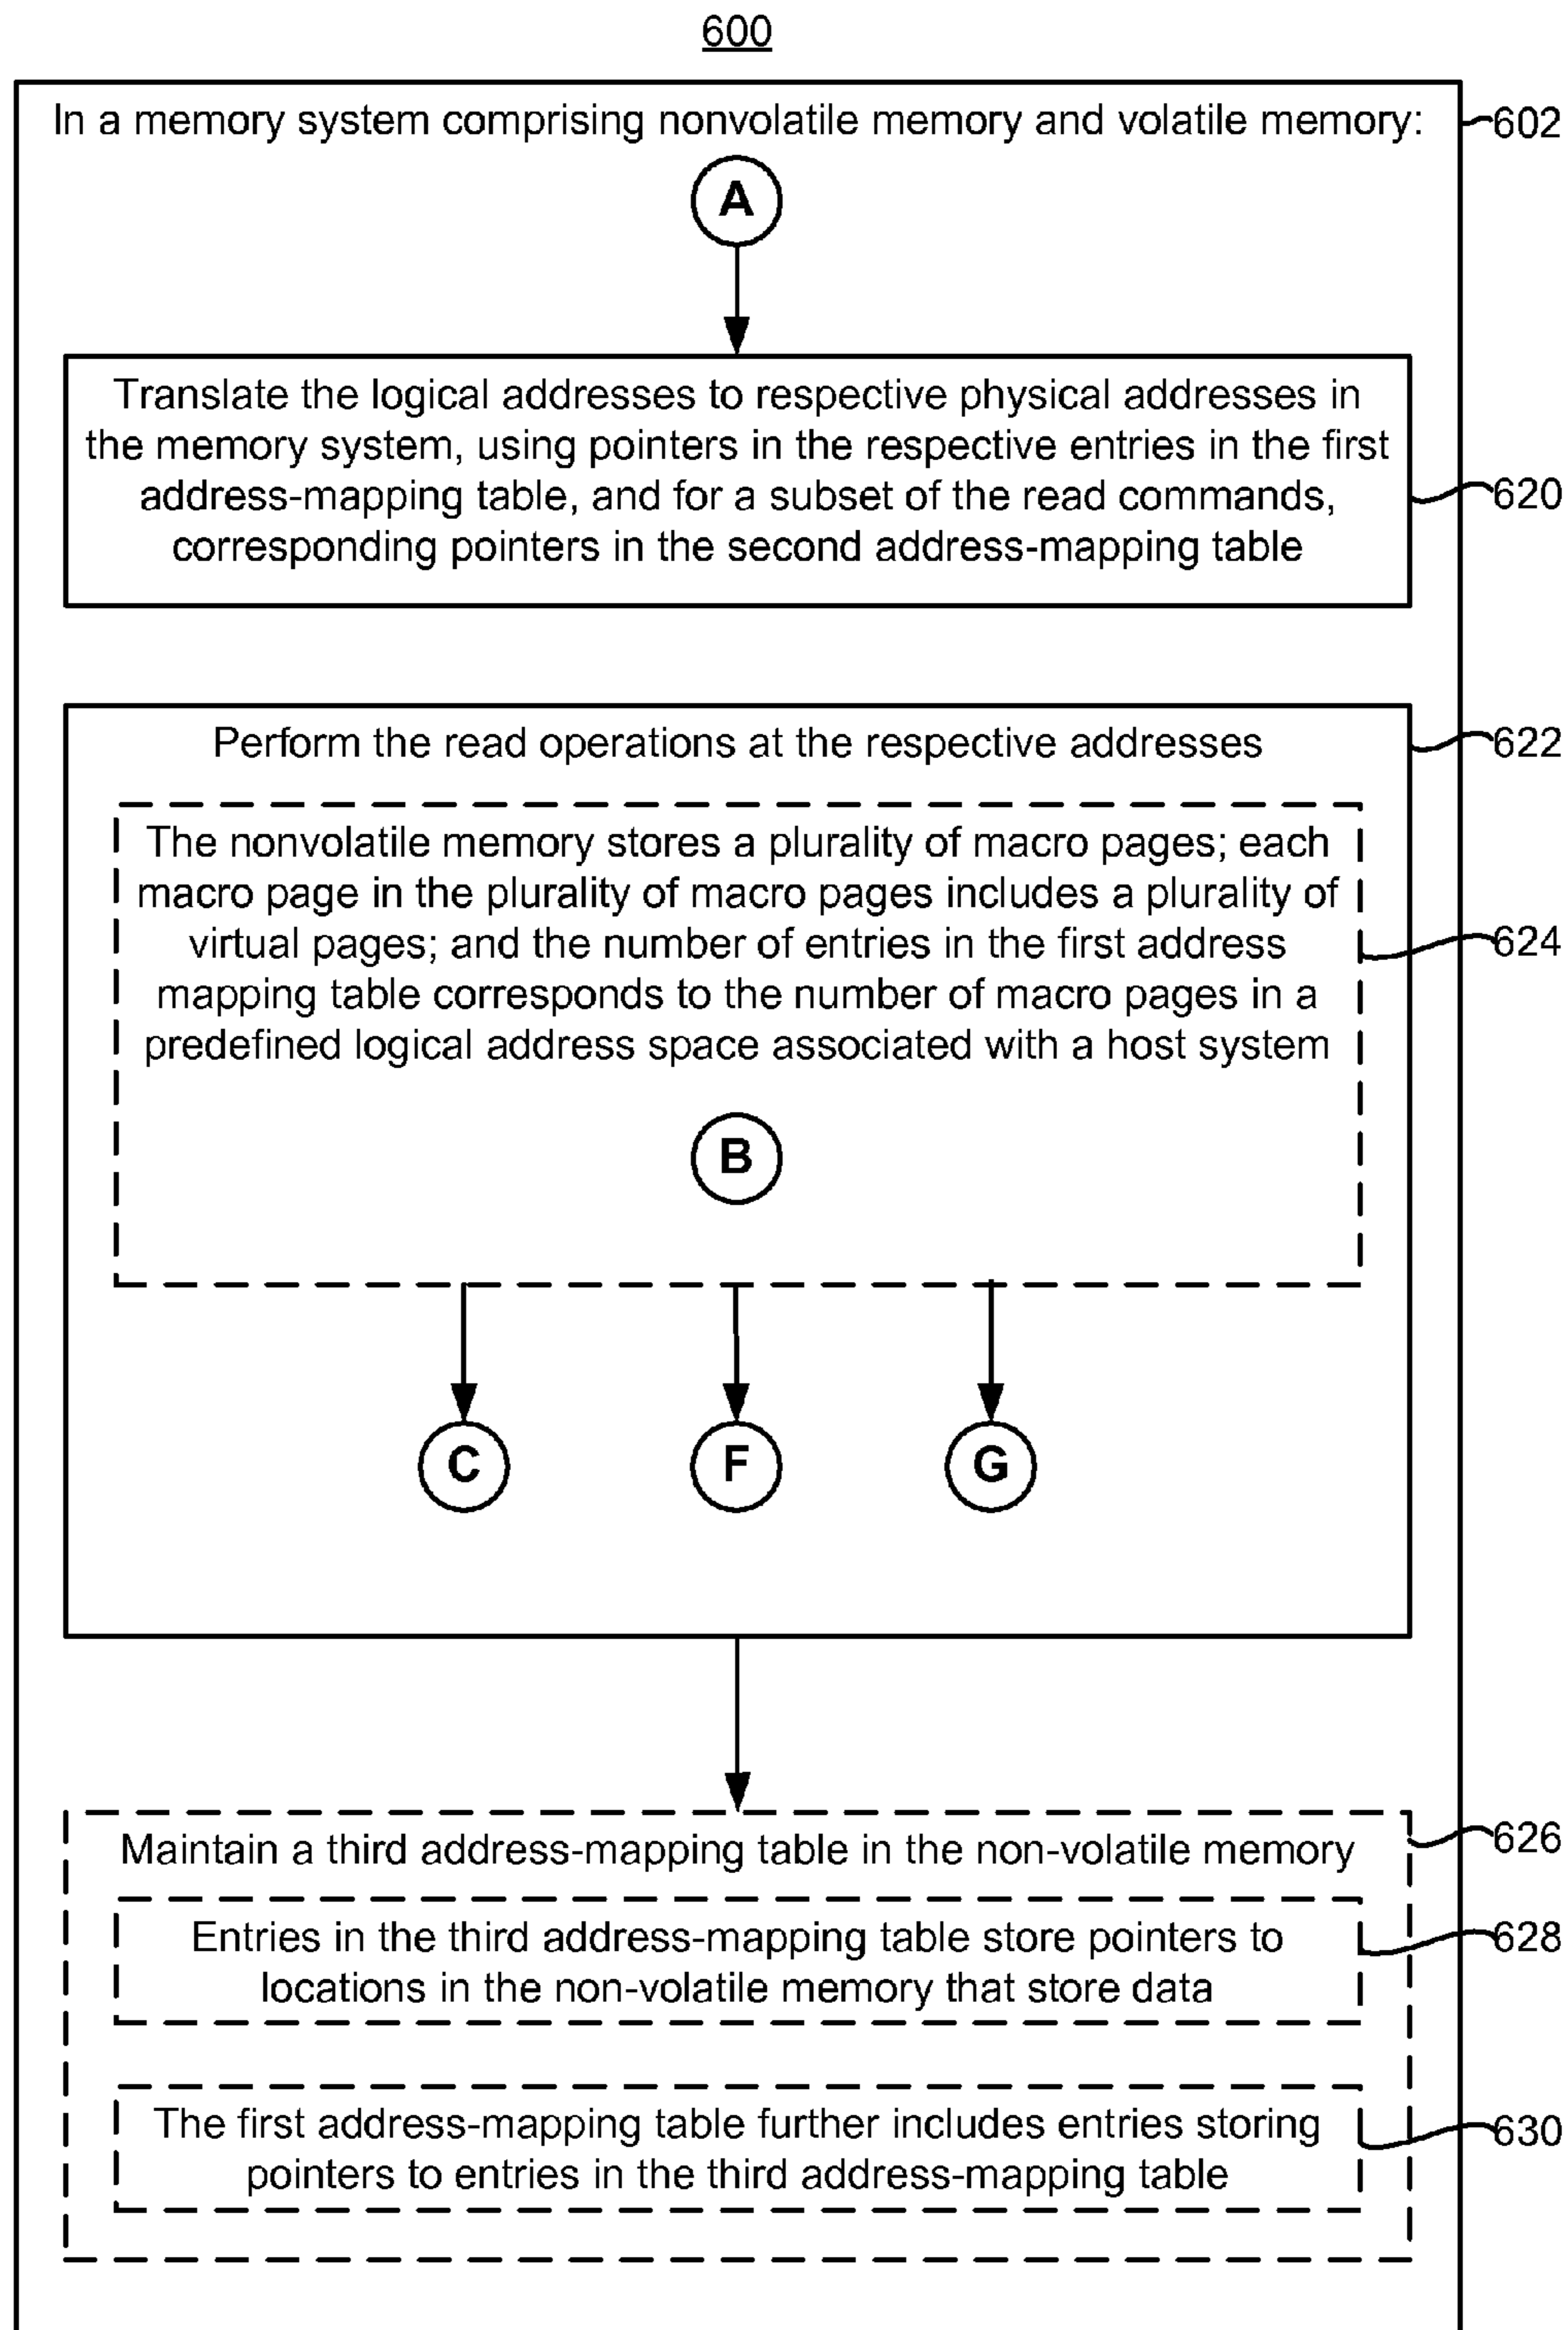 600
In a memory system comprising nonvolatile memory and volatile memory:
602
A
Translate the logical addresses to respective physical addresses in
the memory system, using pointers in the respective entries in the first
address-mapping table, and for a subset of the read commands,
corresponding pointers in the second address-mapping table
620
Perform the read operations at the respective addresses
622
The nonvolatile memory stores a plurality of macro pages; each
macro page in the plurality of macro pages includes a plurality of
virtual pages; and the number of entries in the first address
mapping table corresponds to the number of macro pages in a
predefined logical address space associated with a host system
624
B
C
F
G
Maintain a third address-mapping table in the non-volatile memory
626
Entries in the third address-mapping table store pointers to
locations in the non-volatile memory that store data
628
The first address-mapping table further includes entries storing
pointers to entries in the third address-mapping table
630